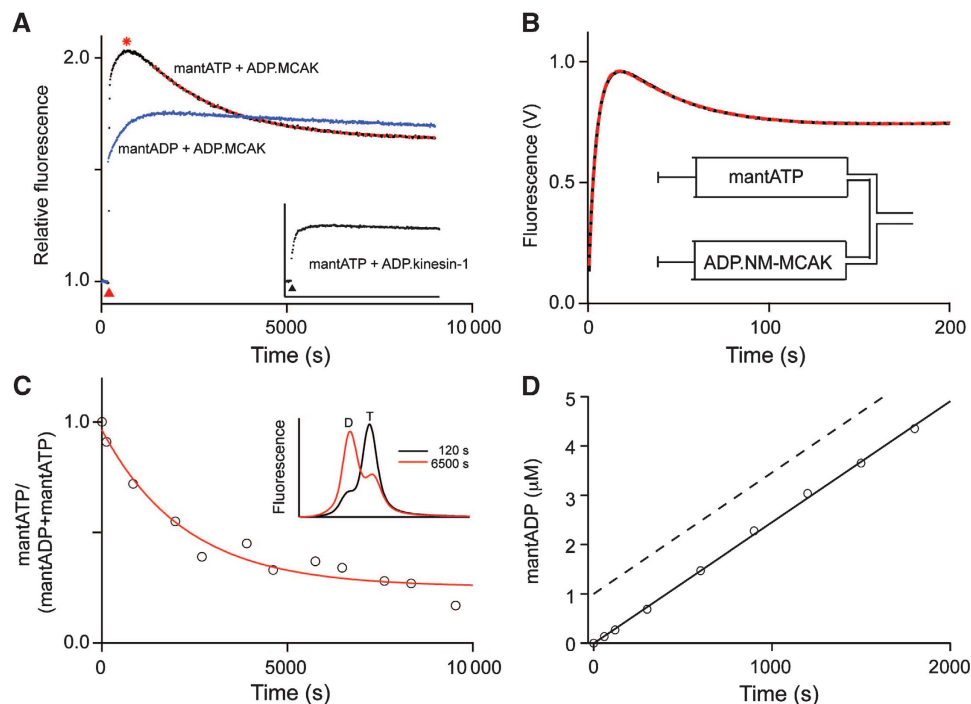 A
*
2.0
mantATP + ADP.MCAK
mantADP + ADP.MCAK
Relative fluorescence
mantATP + ADP.kinesin-1
1.0
0
5000
10 000
Time (s)
B
1.0
Fluorescence (V)
0.5
mantATP
ADP.NM-MCAK
0.0
0
100
200
Time (s)
C
1.0
D
T
120 s
6500 s
Fluorescence
mantATP/
(mantADP+mantATP)
0.0
0
5000
10 000
Time (s)
D
5
4
3
2
1
0
mantADP (μM)
0
1000
2000
Time (s)